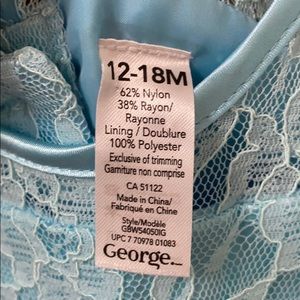 12-18M
62% Nylon
38% Rayon/
Rayonne
Lining / Doublure
100% Polyester
Exclusive of trimming
Garniture non comprise
CA 51122
Made in China/
Fabriqué en Chine
Style/Modèle
GBW54050IG
UPC 7 70978 01083
George